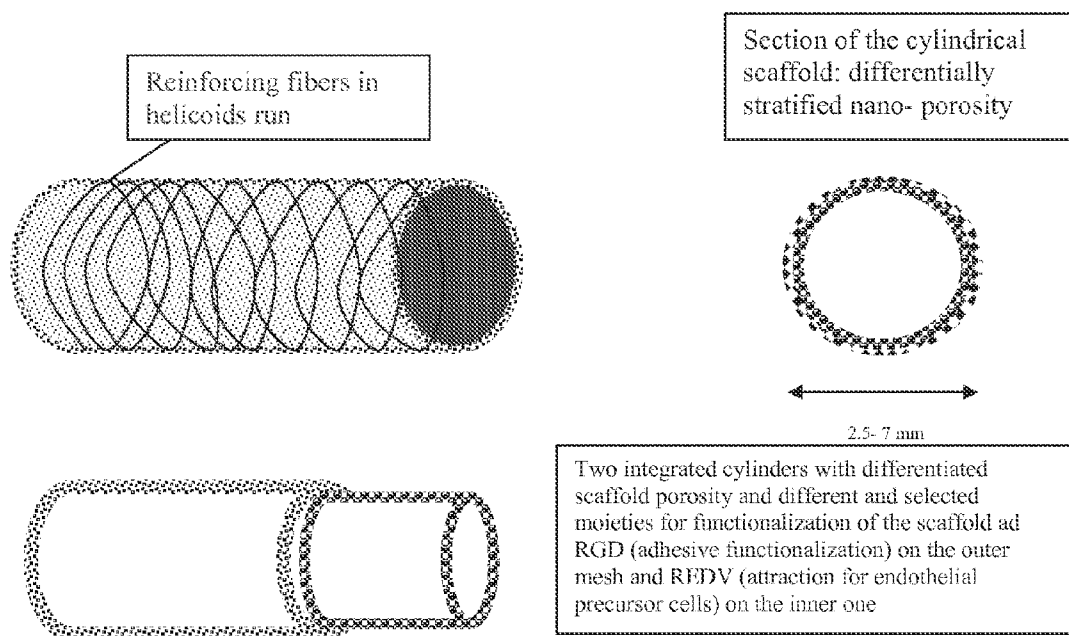 Reinforcing fibers in
helicoids run
Section of the cylindrical
scaffold: differentially
stratified nano- porosity
2.5- 7 mm
Two integrated cylinders with differentiated
scaffold porosity and different and selected
moieties for functionalization of the scaffold ad
RGD (adhesive functionalization) on the outer
mesh and REDV (attraction for endothelial
precursor cells) on the inner one